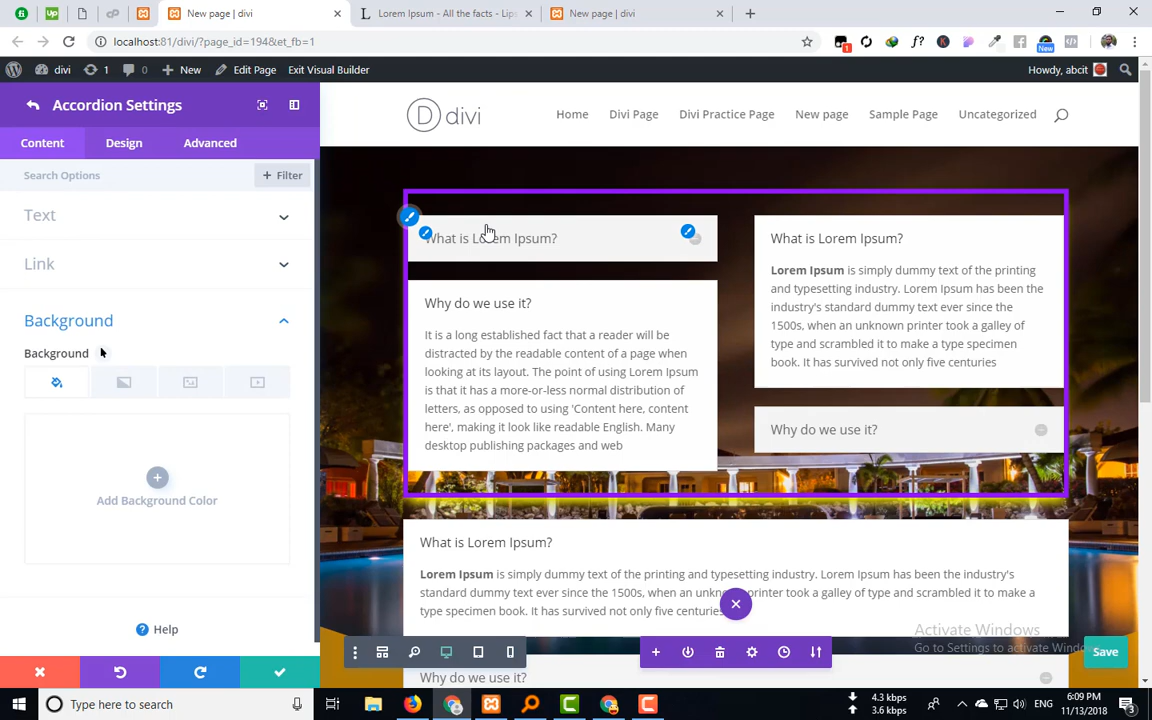 New page | divi
Lorem Ipsum - All the facts - Lips
New page | divi
localhost:81/divi/?page_id=194&et_fb=1
New
divi
1
0
New
Edit Page
Exit Visual Builder
Howdy, abcit
Accordion Settings
Content
Design
Advanced
Search Options
+ Filter
Text
Link
Background
Background
Add Background Color
Help
D divi
Home
Divi Page
Divi Practice Page
New page
Sample Page
Uncategorized
What is Lorem Ipsum?
Why do we use it?
It is a long established fact that a reader will be
distracted by the readable content of a page when
looking at its layout. The point of using Lorem Ipsum
is that it has a more-or-less normal distribution of
letters, as opposed to using 'Content here, content
here', making it look like readable English. Many
desktop publishing packages and web
What is Lorem Ipsum?
Lorem Ipsum is simply dummy text of the printing
and typesetting industry. Lorem Ipsum has been the
industry's standard dummy text ever since the
1500s, when an unknown printer took a galley of
type and scrambled it to make a type specimen
book. It has survived not only five centuries
Why do we use it?
What is Lorem Ipsum?
Lorem Ipsum is simply dummy text of the printing and typesetting industry. Lorem Ipsum has been the industry's
standard dummy text ever since the 1500s, when an unknown printer took a galley of type and scrambled it to make a
type specimen book. It has survived not only five centuries
Why do we use it?
Activate Windows
Go to Settings to activate Windows
Save
Type here to search
4.3 kbps
3.6 kbps
ENG
6:09 PM
11/13/2018
3